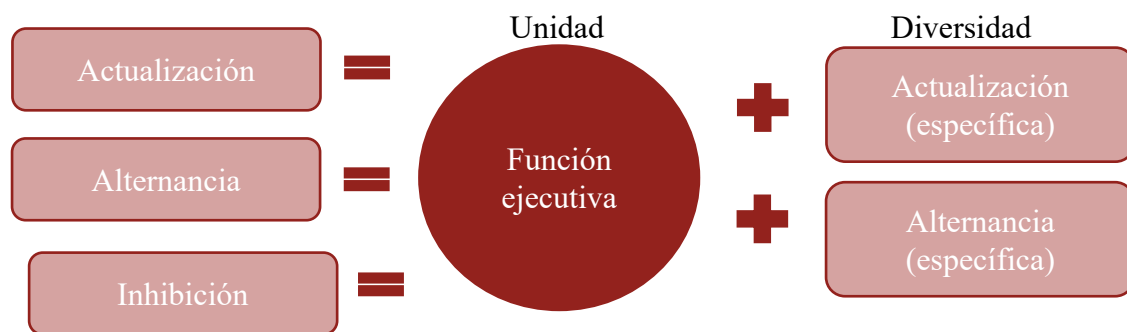 Unidad
Diversidad
Actualización
Función
ejecutiva
Actualización
(específica)
Alternancia
Alternancia
(específica)
Inhibición